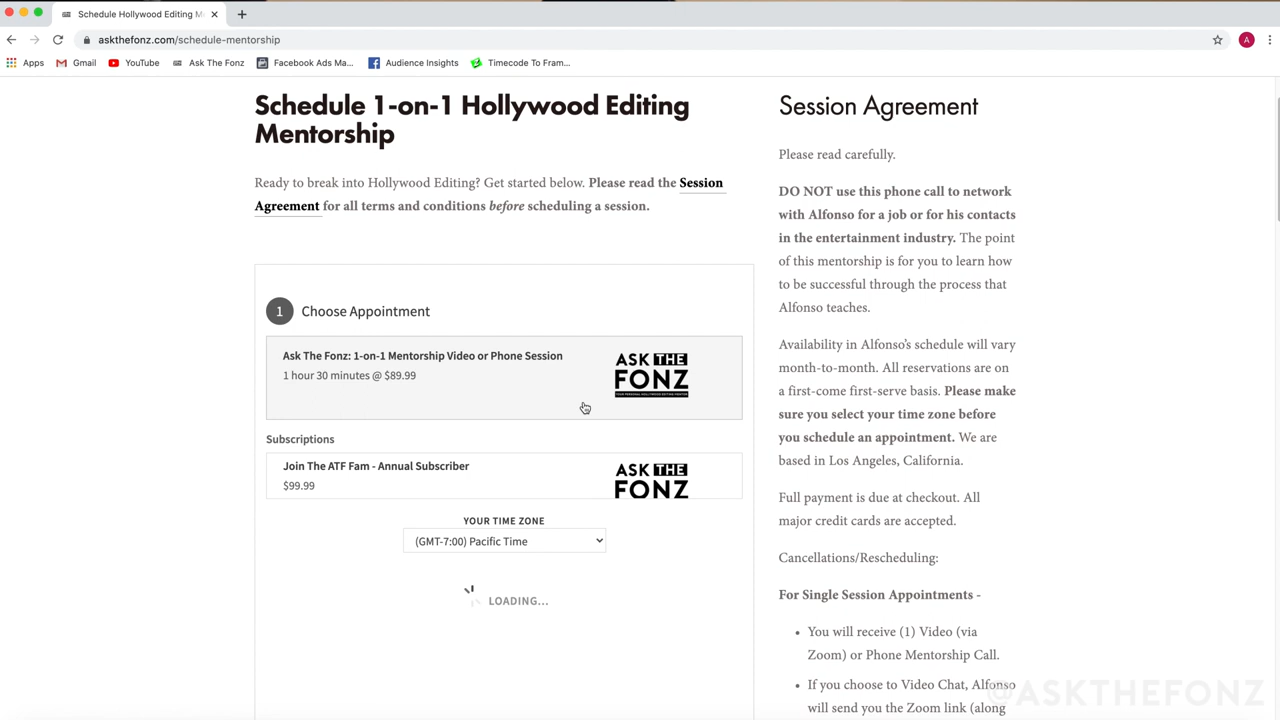 Schedule Hollywood Editing M
askthefonz.com/schedule-mentorship
A
Apps
Gmail
YouTube
Ask The Fonz
Facebook Ads Ma...
Audience Insights
Timecode To Fram...
Schedule 1-on-1 Hollywood Editing
Mentorship
Ready to break into Hollywood Editing? Get started below. Please read the Session
Agreement for all terms and conditions before scheduling a session.
1 Choose Appointment
Ask The Fonz: 1-on-1 Mentorship Video or Phone Session
1 hour 30 minutes @ $89.99
ASK THE
FONZ
YOUR PERSONAL HOLLYWOOD EDITING MENTOR
Subscriptions
Join The ATF Fam - Annual Subscriber
$99.99
ASK THE
FONZ
YOUR TIME ZONE
(GMT-7:00) Pacific Time
LOADING...
Session Agreement
Please read carefully.
DO NOT use this phone call to network
with Alfonso for a job or for his contacts
in the entertainment industry. The point
of this mentorship is for you to learn how
to be successful through the process that
Alfonso teaches.
Availability in Alfonso's schedule will vary
month-to-month. All reservations are on
a first-come first-serve basis. Please make
sure you select your time zone before
you schedule an appointment. We are
based in Los Angeles, California.
Full payment is due at checkout. All
major credit cards are accepted.
Cancellations/Rescheduling:
For Single Session Appointments -
• You will receive (1) Video (via
Zoom) or Phone Mentorship Call.
• If you choose to Video Chat, Alfonso
will send you the Zoom link (along
@ASKTHEFONZ